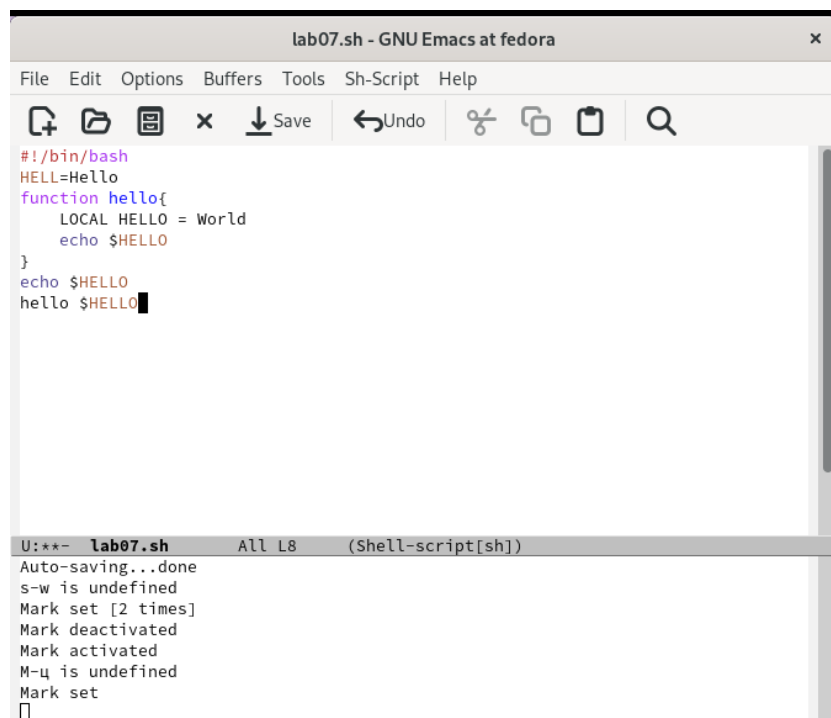 lab07.sh - GNU Emacs at fedora ×
File Edit Options Buffers Tools Sh-Script Help
Save Undo
#!/bin/bash
HELL=Hello
function hello{
    LOCAL HELLO = World
    echo $HELLO
}
echo $HELLO
hello $HELLO
U:**- lab07.sh All L8 (Shell-script[sh])
Auto-saving...done
s-w is undefined
Mark set [2 times]
Mark deactivated
Mark activated
M-ц is undefined
Mark set